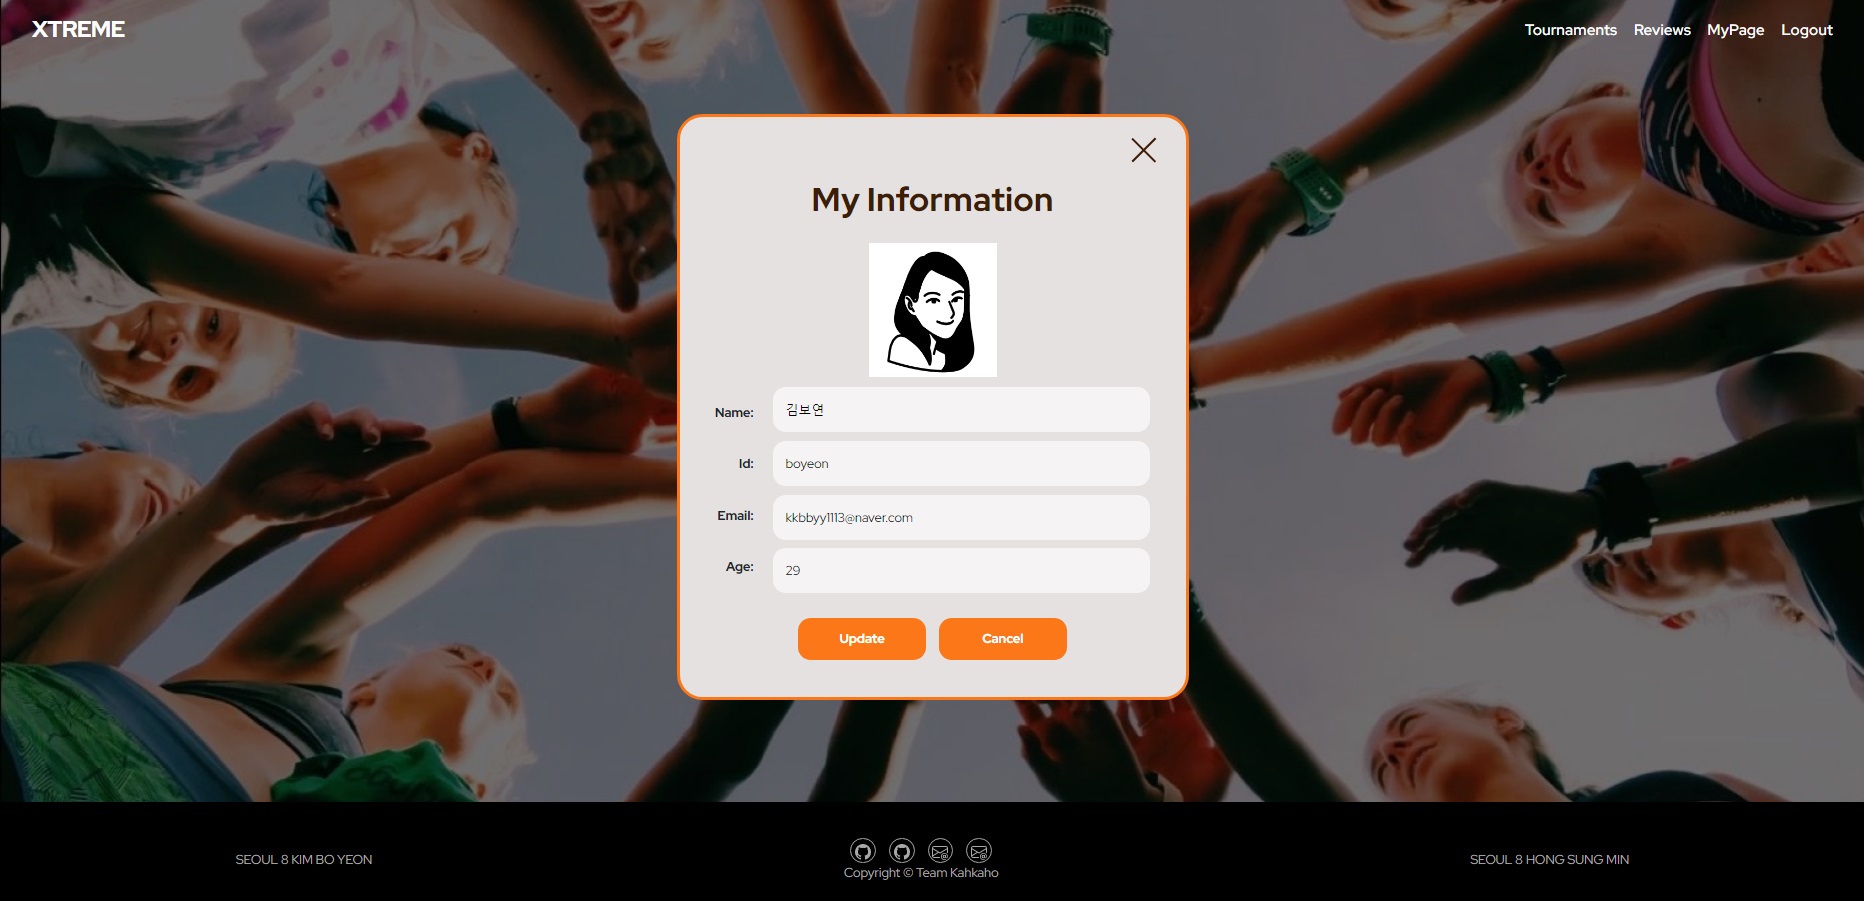 XTREME
Tournaments Reviews MyPage Logout
My Information
Name: 김보연
Id: boyeon
Email: kkbbyy1113@naver.com
Age: 29
Update Cancel
SEOUL 8 KIM BO YEON
Copyright © Team Kahkaho
SEOUL 8 HONG SUNG MIN